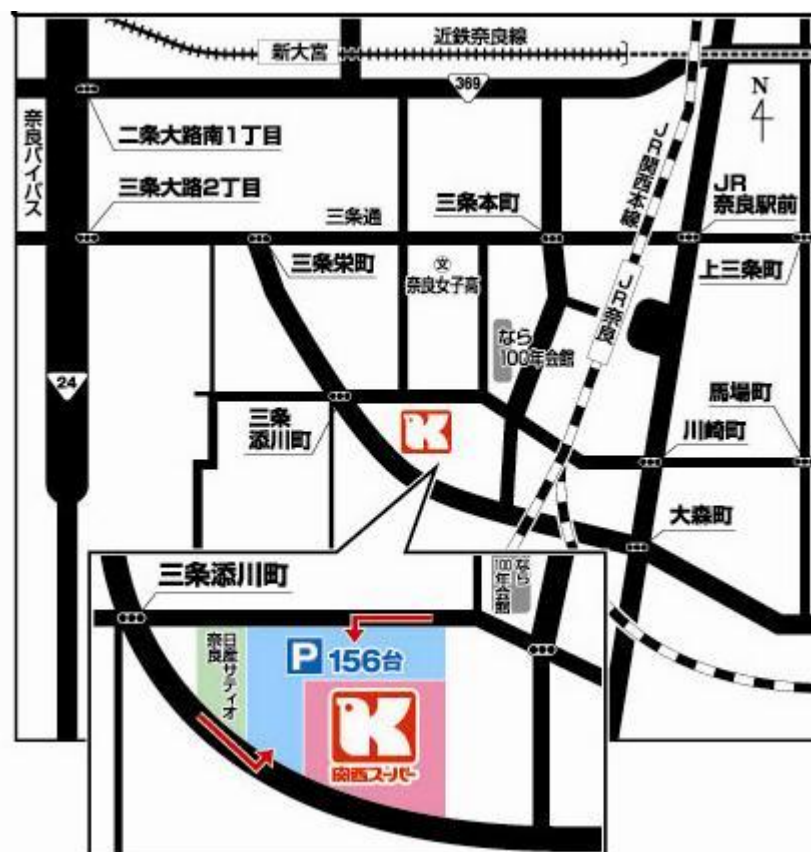 近鉄奈良線
新大宮
369
N
奈良バイパス
二条大路南1丁目
JR関西本線
三条大路2丁目
三条通
三条本町
JR
奈良駅前
三条栄町
文
奈良女子高
上三条町
JR奈良
なら
100年会館
24
三条
添川町
K
馬場町
川崎町
大森町
なら
100年会館
三条添川町
日産サティオ
奈良
P 156台
K
関西スーパー